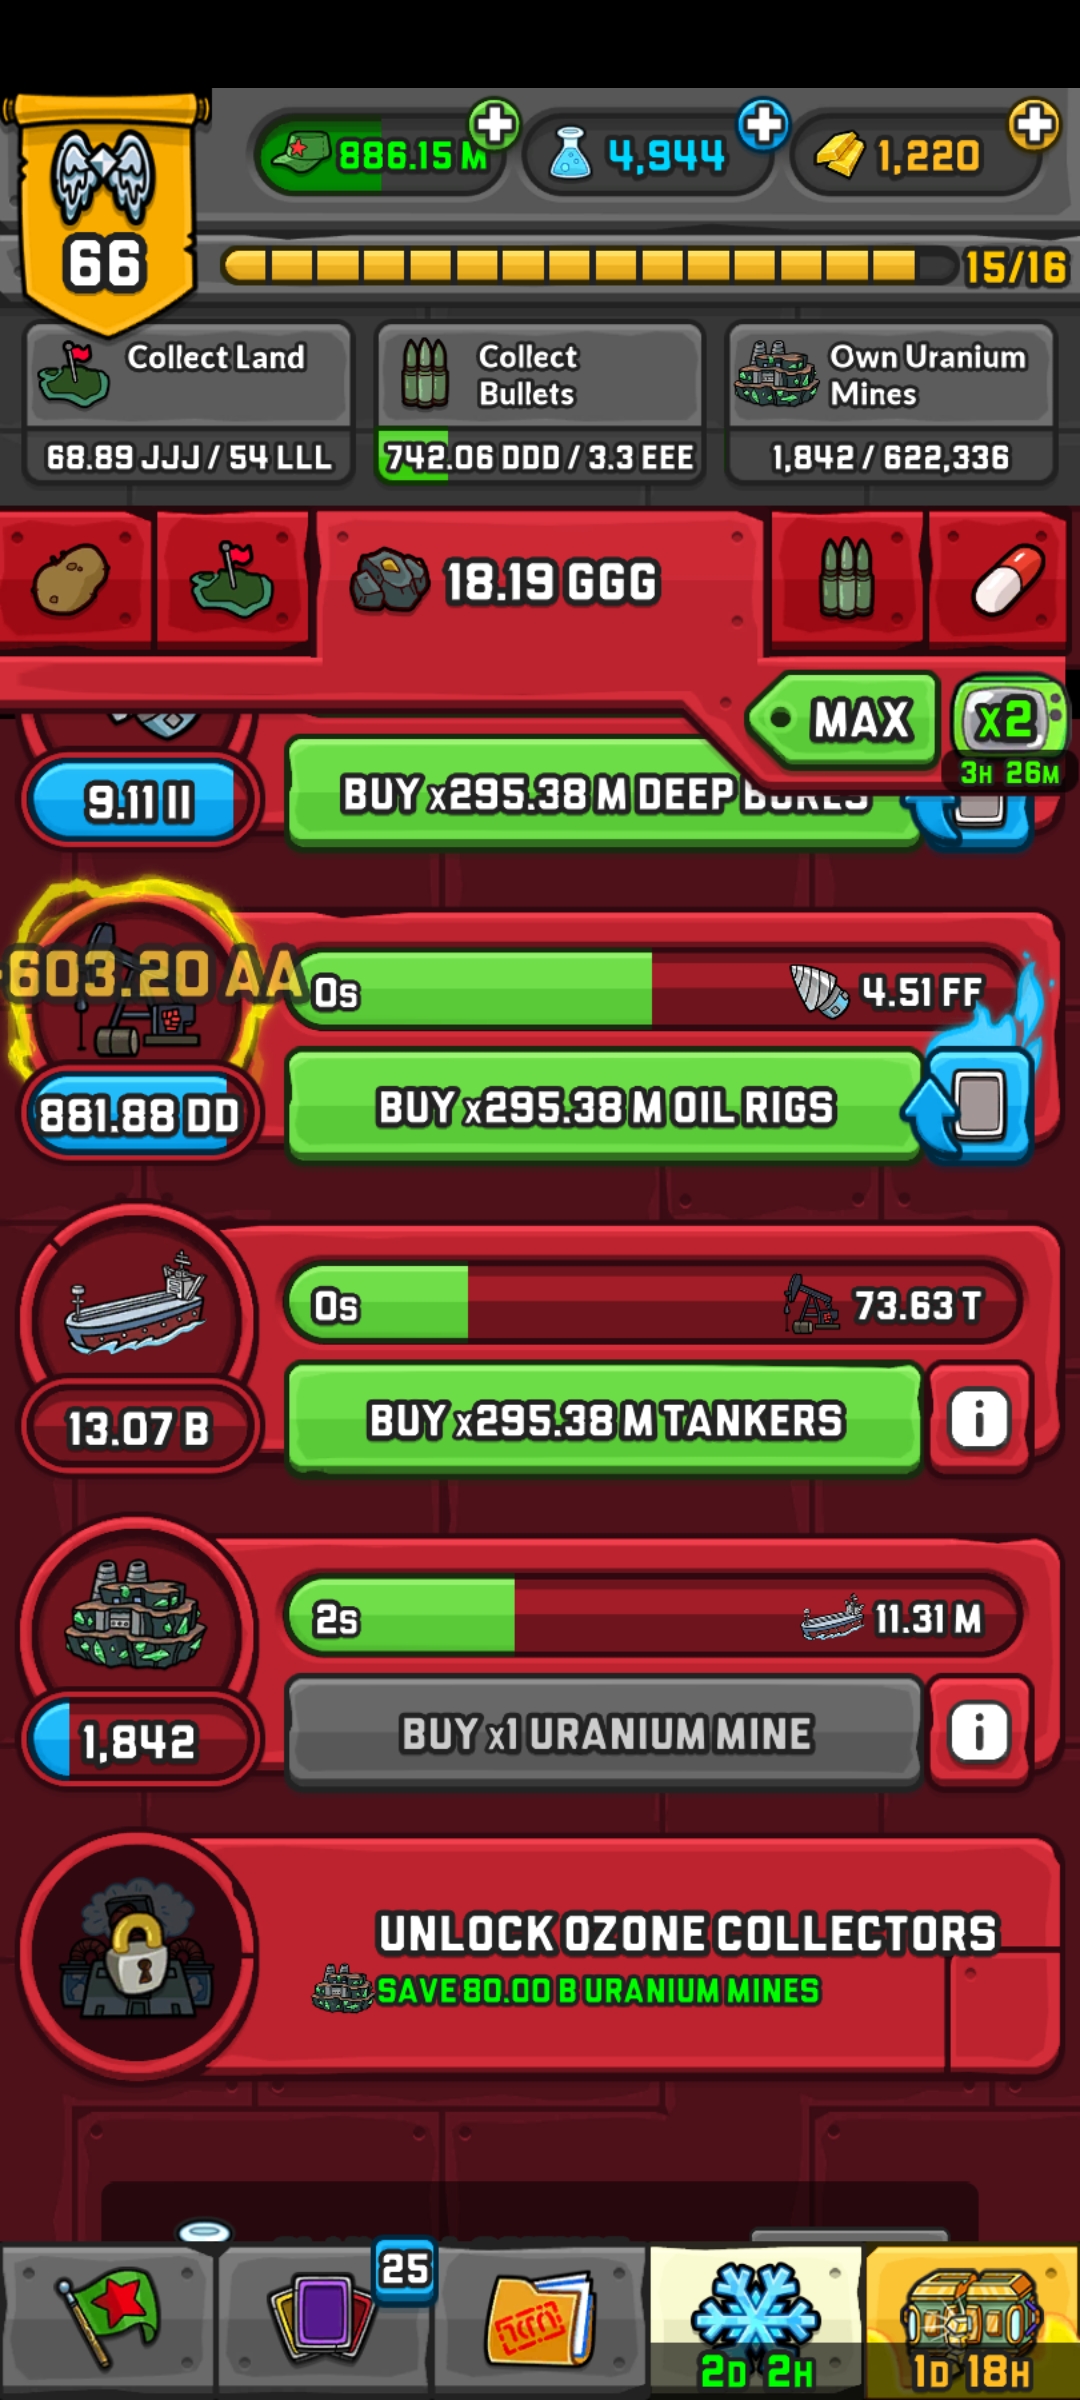 66
886.15 M
4,944
1,220
15/16
Collect Land
68.89 JJJ / 54 LLL
Collect
Bullets
742.06 DDD / 3.3 EEE
Own Uranium
Mines
1,842 / 622,336
18.19 GGG
MAX
x2
3H 26M
9.11 II
BUY x295.38 M DEEP BORES
603.20 AA
0s
4.51 FF
881.88 DD
BUY x295.38 M OIL RIGS
0s
73.63 T
13.07 B
BUY x295.38 M TANKERS
i
2s
11.31 M
1,842
BUY x1 URANIUM MINE
i
UNLOCK OZONE COLLECTORS
SAVE 80.00 B URANIUM MINES
25
2D 2H
1D 18H